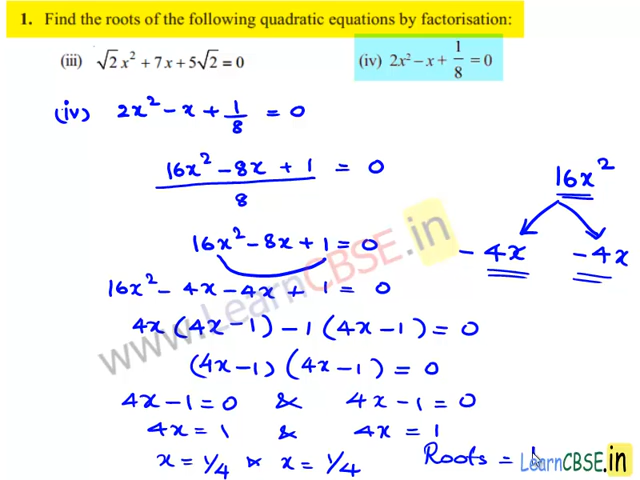 1. Find the roots of the following quadratic equations by factorisation:
(iii) √2x² + 7x + 5√2 = 0
(iv) 2x² – x + 1/8 = 0
(iv) 2x² – x + 1/8 = 0
16x² – 8x + 1 / 8 = 0
16x²
16x² – 8x + 1 = 0
– 4x – 4x
16x² – 4x – 4x + 1 = 0
4x (4x – 1) – 1 (4x – 1) = 0
(4x – 1) (4x – 1) = 0
4x – 1 = 0 & 4x – 1 = 0
4x = 1 & 4x = 1
x = 1/4 & x = 1/4
Roots =
www.LearnCBSE.in
LearnCBSE.in